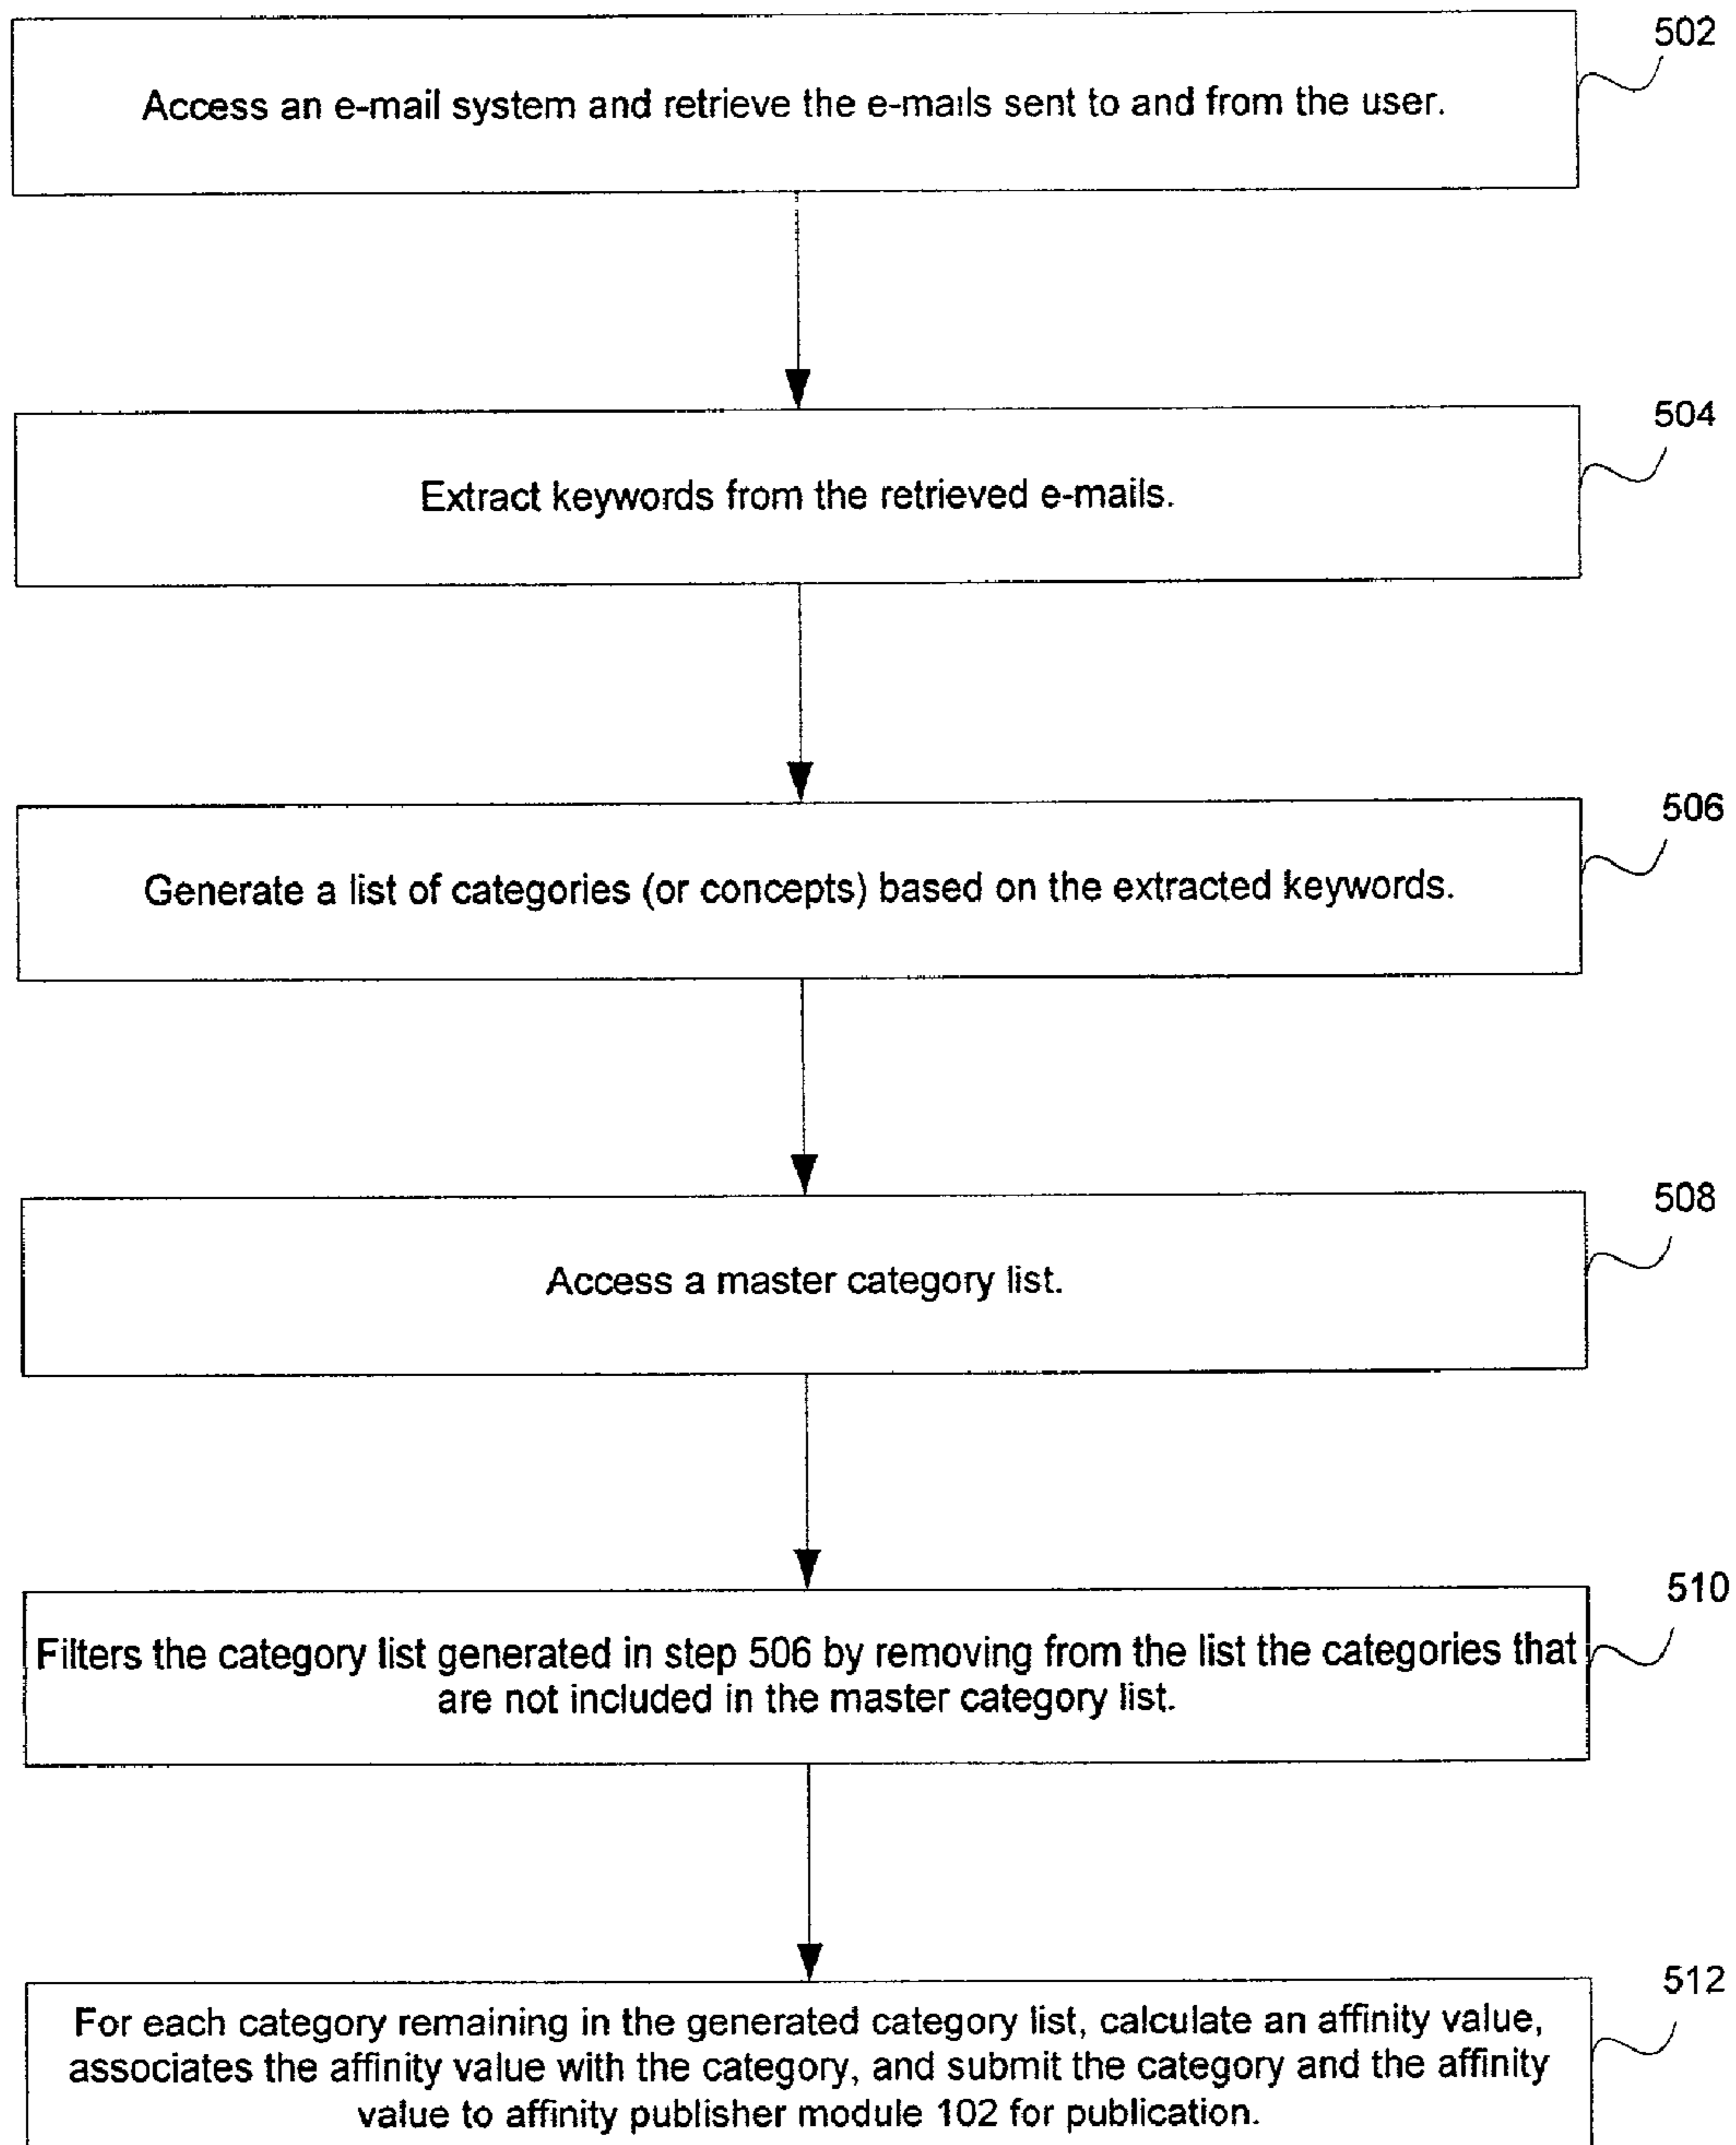 502
Access an e-mail system and retrieve the e-mails sent to and from the user.
504
Extract keywords from the retrieved e-mails.
506
Generate a list of categories (or concepts) based on the extracted keywords.
508
Access a master category list.
510
Filters the category list generated in step 506 by removing from the list the categories that
are not included in the master category list.
512
For each category remaining in the generated category list, calculate an affinity value,
associates the affinity value with the category, and submit the category and the affinity
value to affinity publisher module 102 for publication.